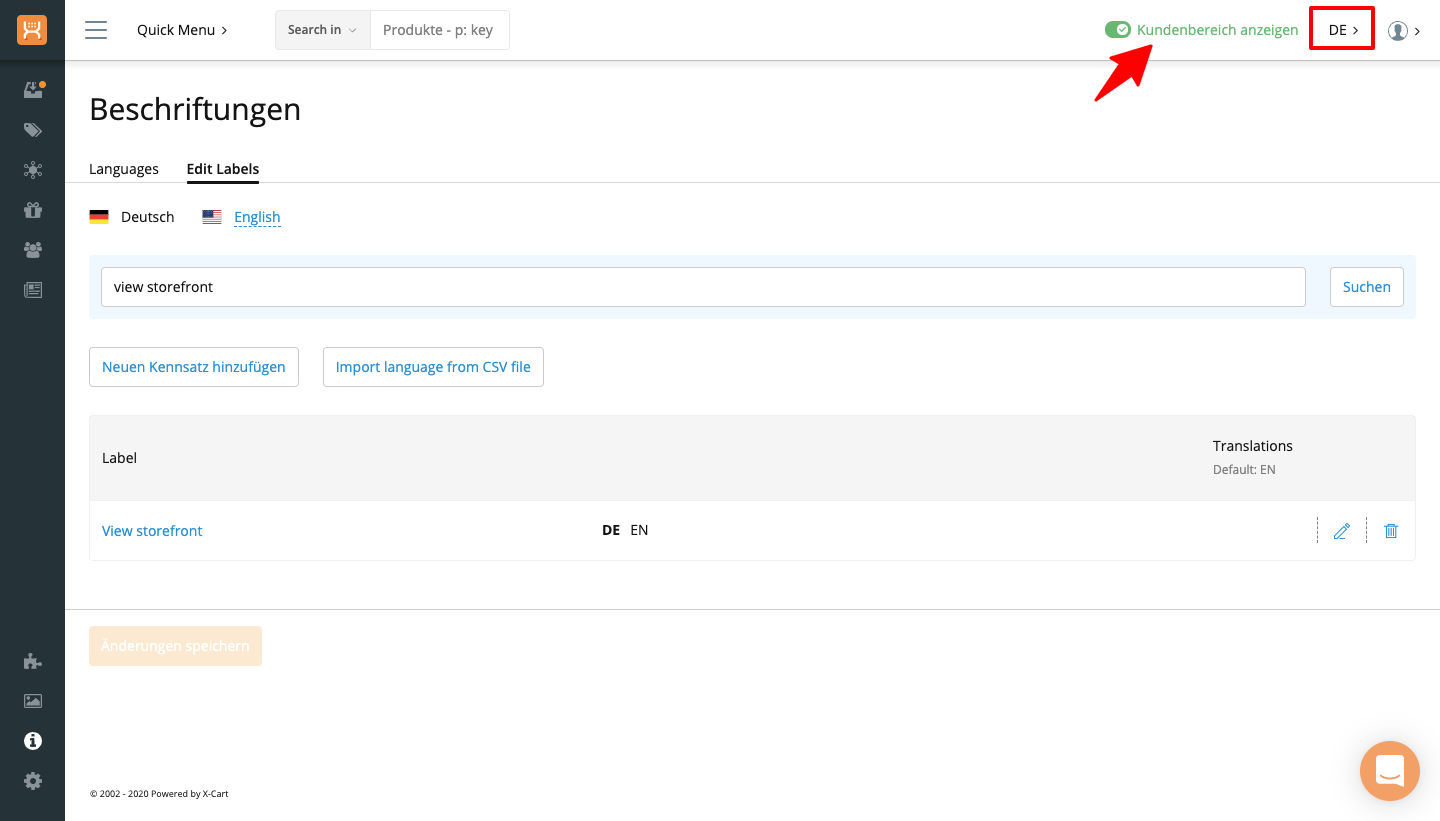 Quick Menu
Search in
Produkte - p: key
Kundenbereich anzeigen
DE
Beschriftungen
Languages
Edit Labels
Deutsch
English
view storefront
Suchen
Neuen Kennsatz hinzufügen
Import language from CSV file
Label
Translations
Default: EN
View storefront
DE EN
Änderungen speichern
© 2002 - 2020 Powered by X-Cart